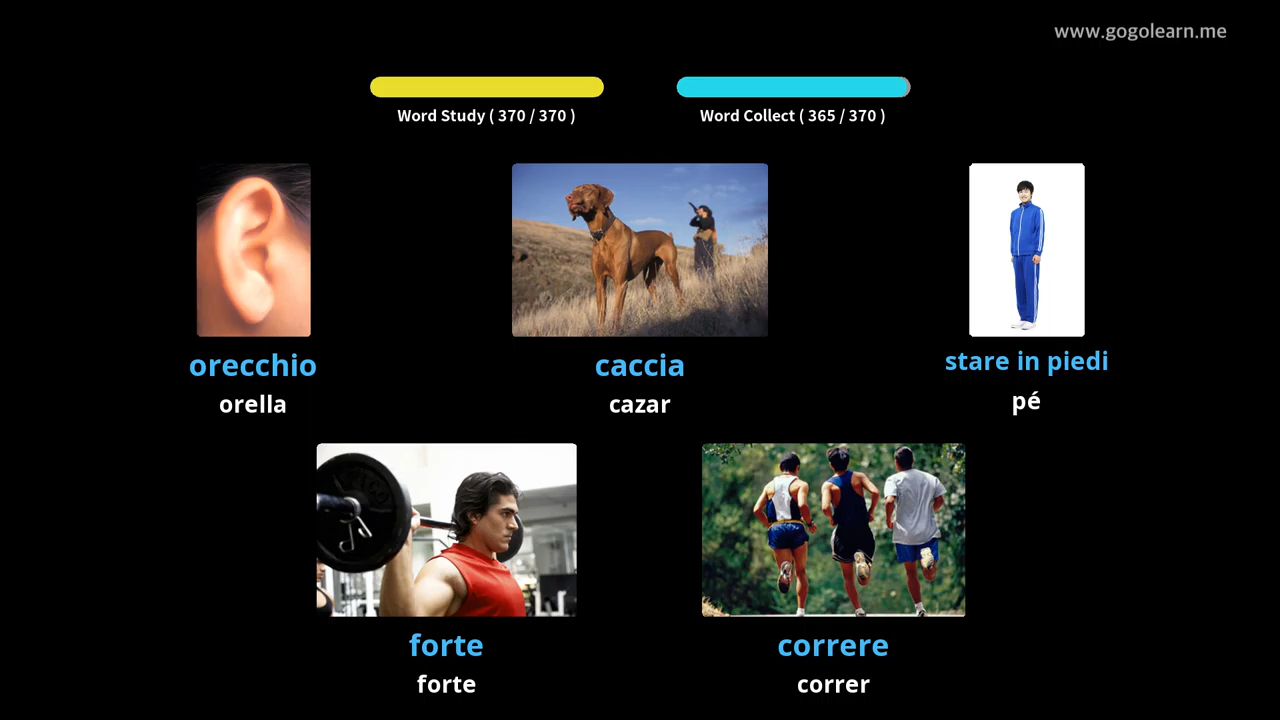 www.gogolearn.me
Word Study ( 370 / 370 )
Word Collect ( 365 / 370 )
orecchio
orella
caccia
cazar
stare in piedi
pé
forte
forte
correre
correr